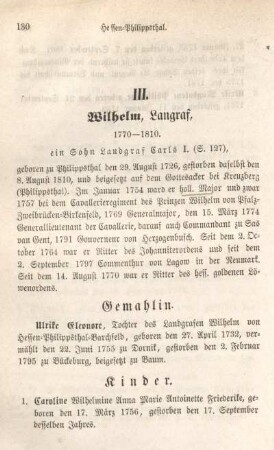 130 Hessen-Philippsthal.
III.
Wilhelm, Langraf,
1770—1810.
ein Sohn Landgraf Carls I. (S. 127),
geboren zu Philippsthal den 29. August 1726, gestorben daselbst den
8. August 1810, und beigesetzt auf dem Gottesacker bei Kreuzberg
(Philippsthal). Im Januar 1754 ward er holl. Major und zwar
1757 bei dem Cavallerieregiment des Prinzen Wilhelm von Pfalz-
Zweibrücken-Birkenfeld, 1769 Generalmajor, den 15. März 1774
Generallieutenant der Cavallerie, darauf auch Commandant zu Sas
van Gent, 1791 Gouverneur von Herzogenbusch. Seit dem 2. October
1764 war er Ritter des Johanniterordens und seit dem
2. September 1797 Commenthur von Lagow in der Neumark.
Seit dem 14. August 1770 war er Ritter des hess. goldenen Lö-
wenordens.
Gemahlin.
Ulrike Eleonore, Tochter des Landgrafen Wilhelm von
Hessen-Philippsthal-Barchfeld, geboren den 27. April 1732, ver-
mählt den 22. Juni 1755 zu Dornik, gestorben den 2. Februar
1795 zu Bückeburg, beigesetzt zu Baum.
Kinder.
1. Caroline Wilhelmine Anna Marie Antoinette Friederike, ge-
boren den 17. März 1756, gestorben den 17. September
desselben Jahres.